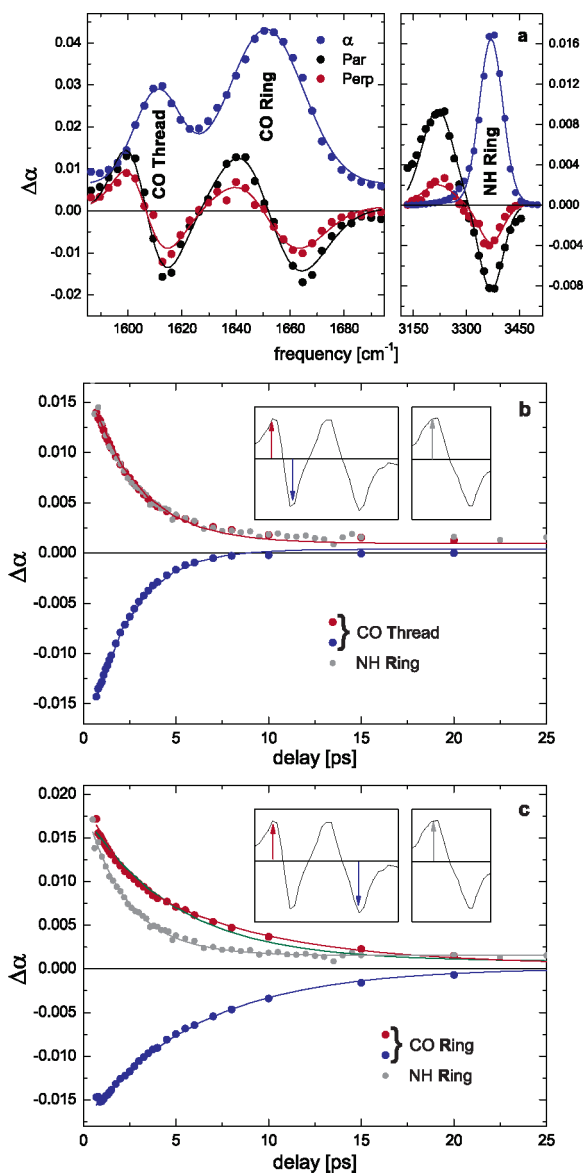 a
α
Par
Perp
CO Thread
CO Ring
NH Ring
Δα
0.04
0.03
0.02
0.01
0.00
-0.01
-0.02
0.016
0.012
0.008
0.004
0.000
-0.004
-0.008
1600 1620 1640 1660 1680
3150 3300 3450
frequency [cm-1]
b
Δα
0.015
0.010
0.005
0.000
-0.005
-0.010
-0.015
CO Thread
NH Ring
0 5 10 15 20 25
delay [ps]
c
Δα
0.020
0.015
0.010
0.005
0.000
-0.005
-0.010
-0.015
CO Ring
NH Ring
0 5 10 15 20 25
delay [ps]